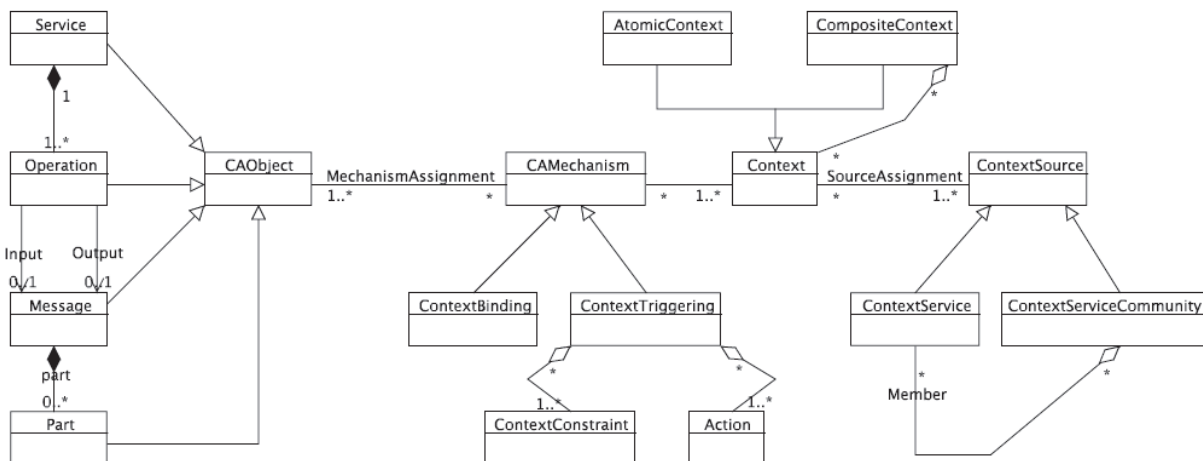 Service
AtomicContext
CompositeContext
1
*
1..*
*
Operation
CAObject
MechanismAssignment
CAMechanism
Context
SourceAssignment
ContextSource
1..*
*
*
1..*
*
1..*
Input
Output
0..1
0..1
Message
ContextBinding
ContextTriggering
ContextService
ContextServiceCommunity
part
*
*
*
*
Member
0..*
1..*
1..*
Part
ContextConstraint
Action